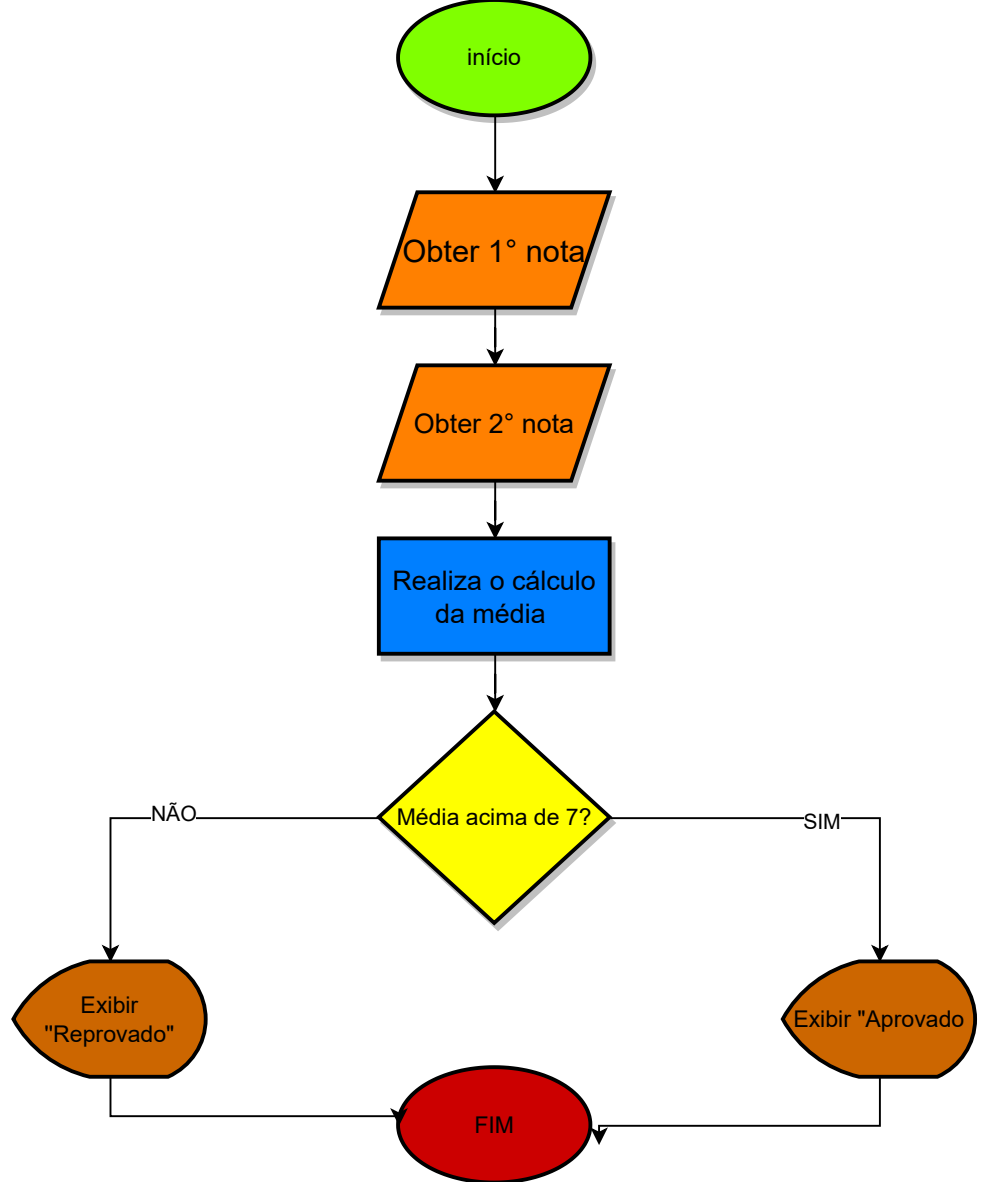 início
Obter 1° nota
Obter 2° nota
Realiza o cálculo
da média
Média acima de 7?
NÃO
SIM
Exibir
"Reprovado"
Exibir "Aprovado
FIM